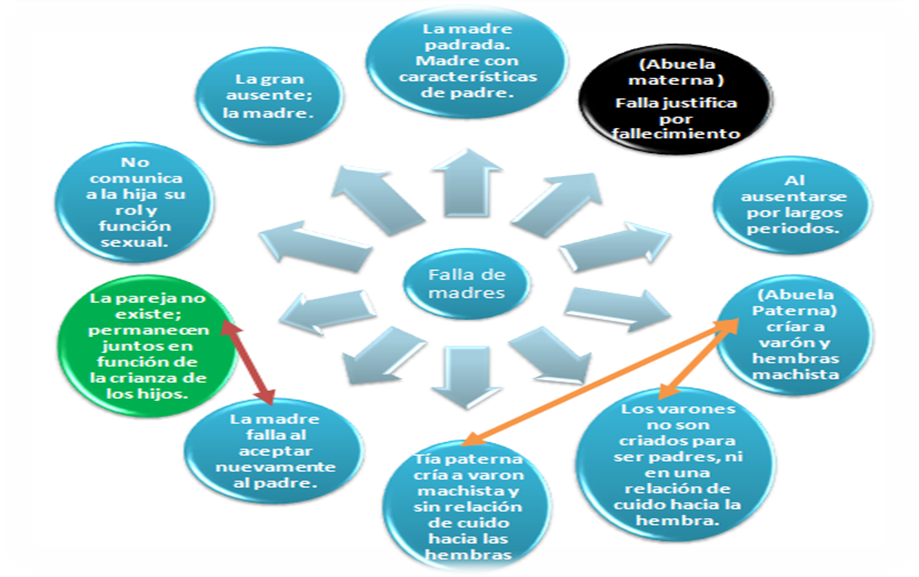 La madre
padrada.
Madre con
características
de padre.
(Abuela
materna )
Falla justifica
por
fallecimiento
Al
ausentarse
por largos
periodos.
(Abuela
Paterna)
críar a
varón y
hembras
machista
Los varones
no son
criados para
ser padres, ni
en una
relación de
cuido hacia la
hembra.
Tía paterna
cría a varon
machista y
sin relación
de cuido
hacia las
hembras
La madre
falla al
aceptar
nuevamente
al padre.
La pareja no
existe;
permanecen
juntos en
función de
la crianza de
los hijos.
No
comunica
a la hija su
rol y
función
sexual.
La gran
ausente;
la madre.
Falla de
madres